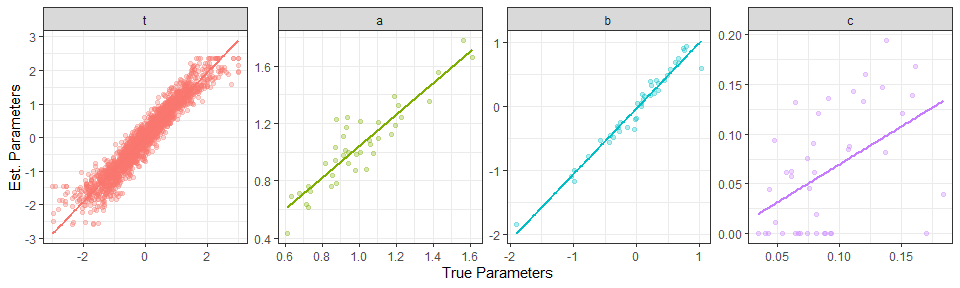 t a b c
Est. Parameters
3 2 1 0 -1 -2 -3
1.6 1.2 0.8 0.4
1 0 -1 -2
0.20 0.15 0.10 0.05 0.00
-2 0 2 0.6 0.8 1.0 1.2 1.4 1.6 -2 -1 0 1 0.05 0.10 0.15
True Parameters